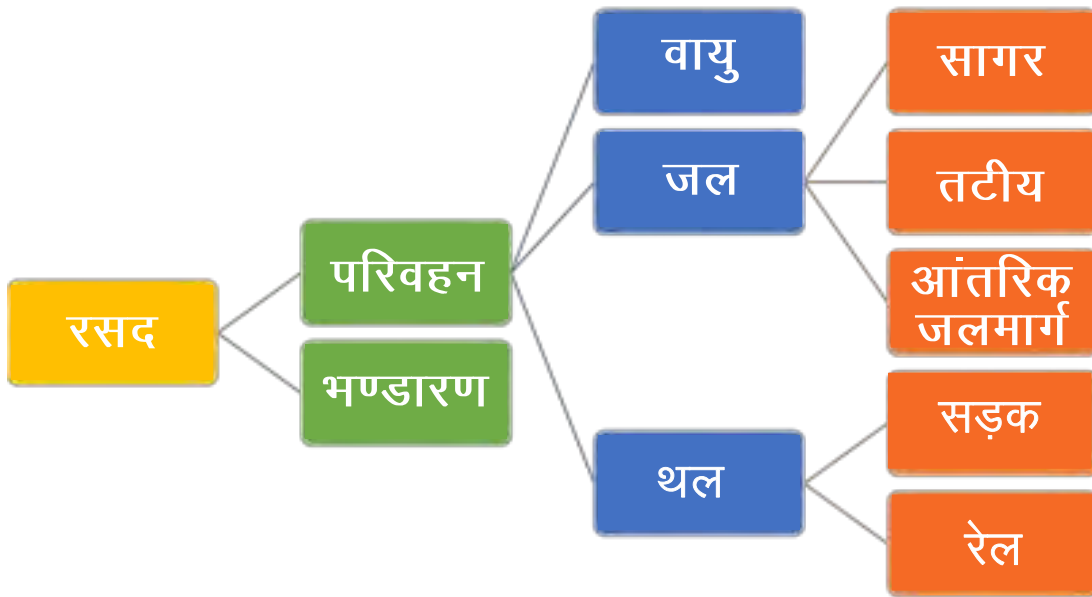 रसद
परिवहन
भण्डारण
वायु
जल
थल
सागर
तटीय
आंतरिक
जलमार्ग
सड़क
रेल